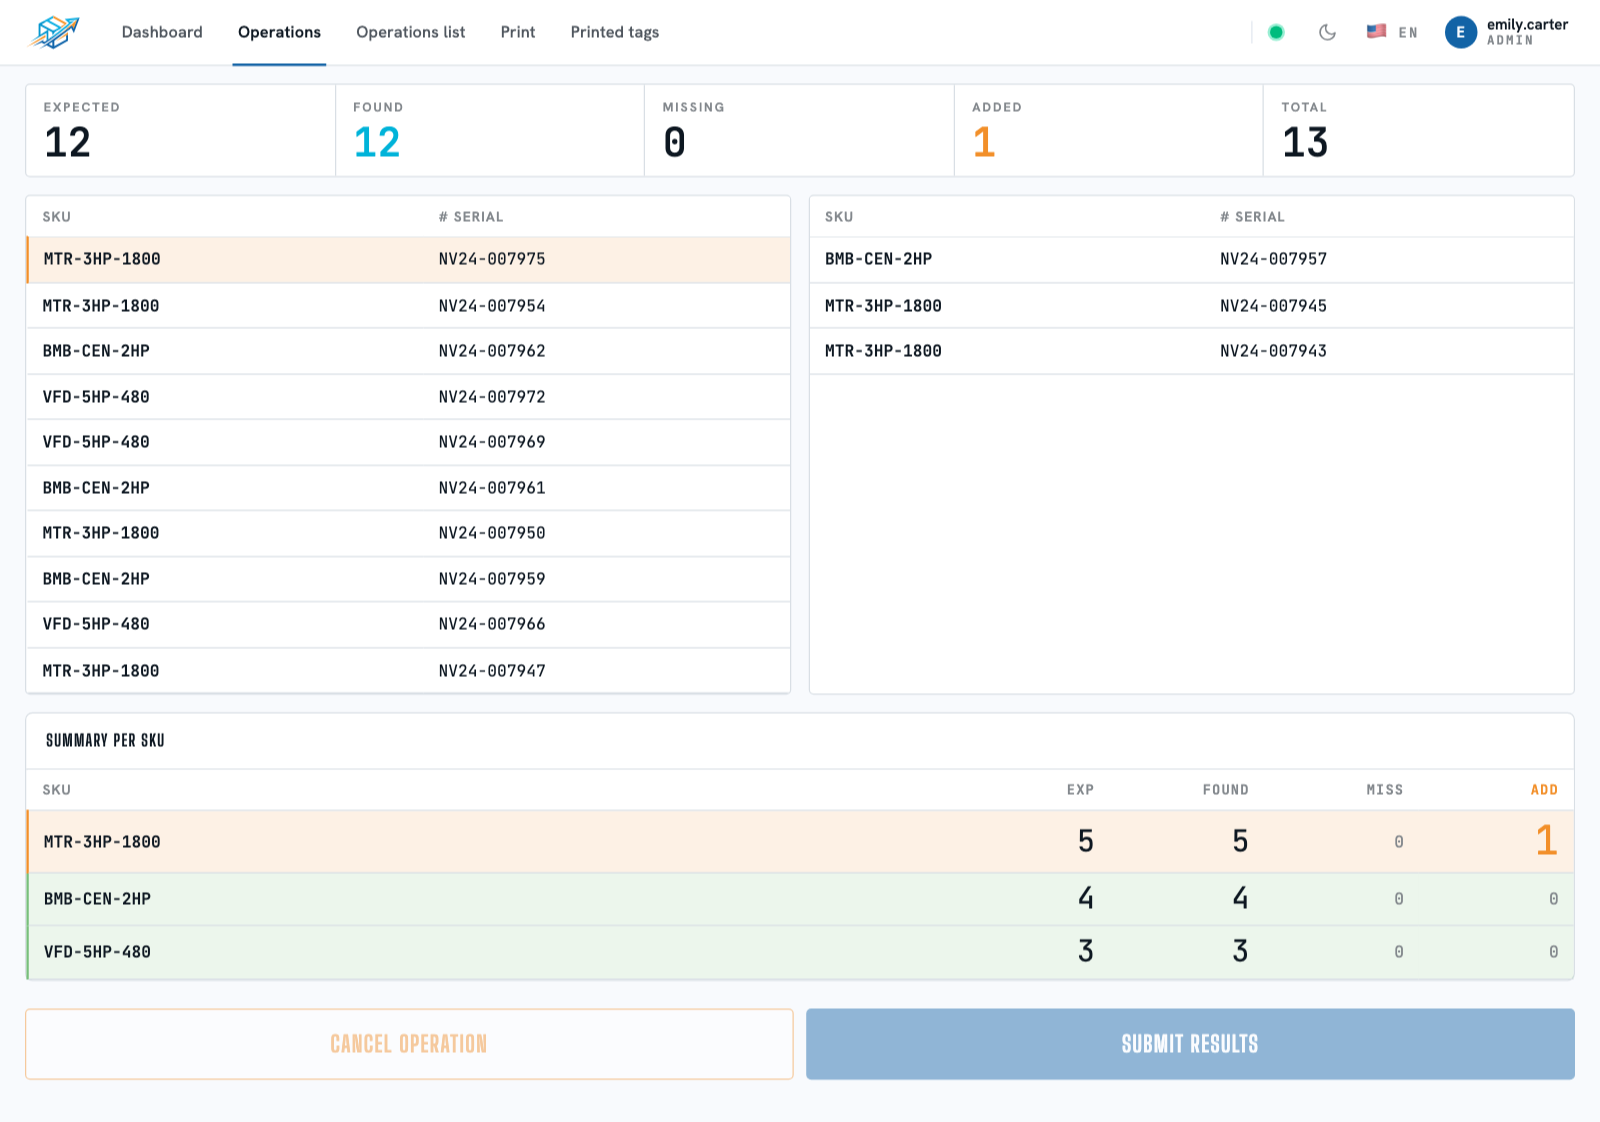 Dashboard Operations Operations list Print Printed tags EN E emily.carter
ADMIN
EXPECTED FOUND MISSING ADDED TOTAL
12 12 0 1 13
SKU # SERIAL
MTR-3HP-1800 NV24-007975
MTR-3HP-1800 NV24-007954
BMB-CEN-2HP NV24-007962
VFD-5HP-480 NV24-007972
VFD-5HP-480 NV24-007969
BMB-CEN-2HP NV24-007961
MTR-3HP-1800 NV24-007950
BMB-CEN-2HP NV24-007959
VFD-5HP-480 NV24-007966
MTR-3HP-1800 NV24-007947
SKU # SERIAL
BMB-CEN-2HP NV24-007957
MTR-3HP-1800 NV24-007945
MTR-3HP-1800 NV24-007943
SUMMARY PER SKU
SKU EXP FOUND MISS ADD
MTR-3HP-1800 5 5 0 1
BMB-CEN-2HP 4 4 0 0
VFD-5HP-480 3 3 0 0
CANCEL OPERATION SUBMIT RESULTS